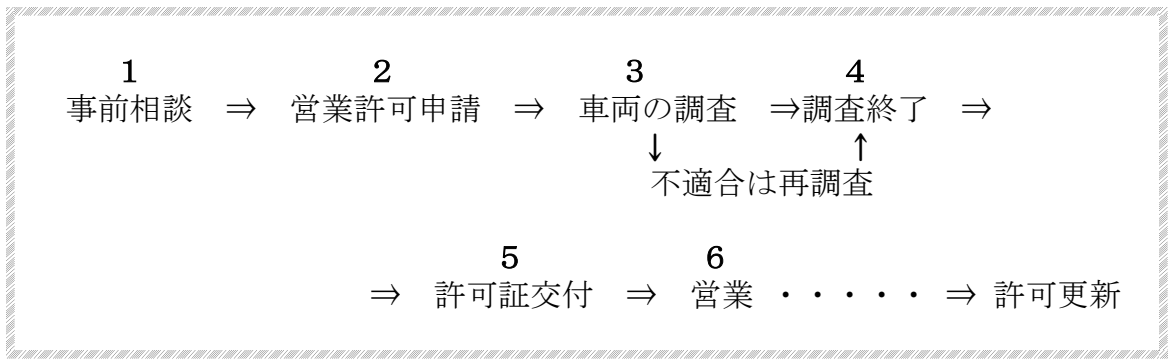 1 2 3 4
事前相談 ⇒ 営業許可申請 ⇒ 車両の調査 ⇒調査終了 ⇒
↓ ↑
不適合は再調査
5 6
⇒ 許可証交付 ⇒ 営業 ・・・・・ ⇒ 許可更新